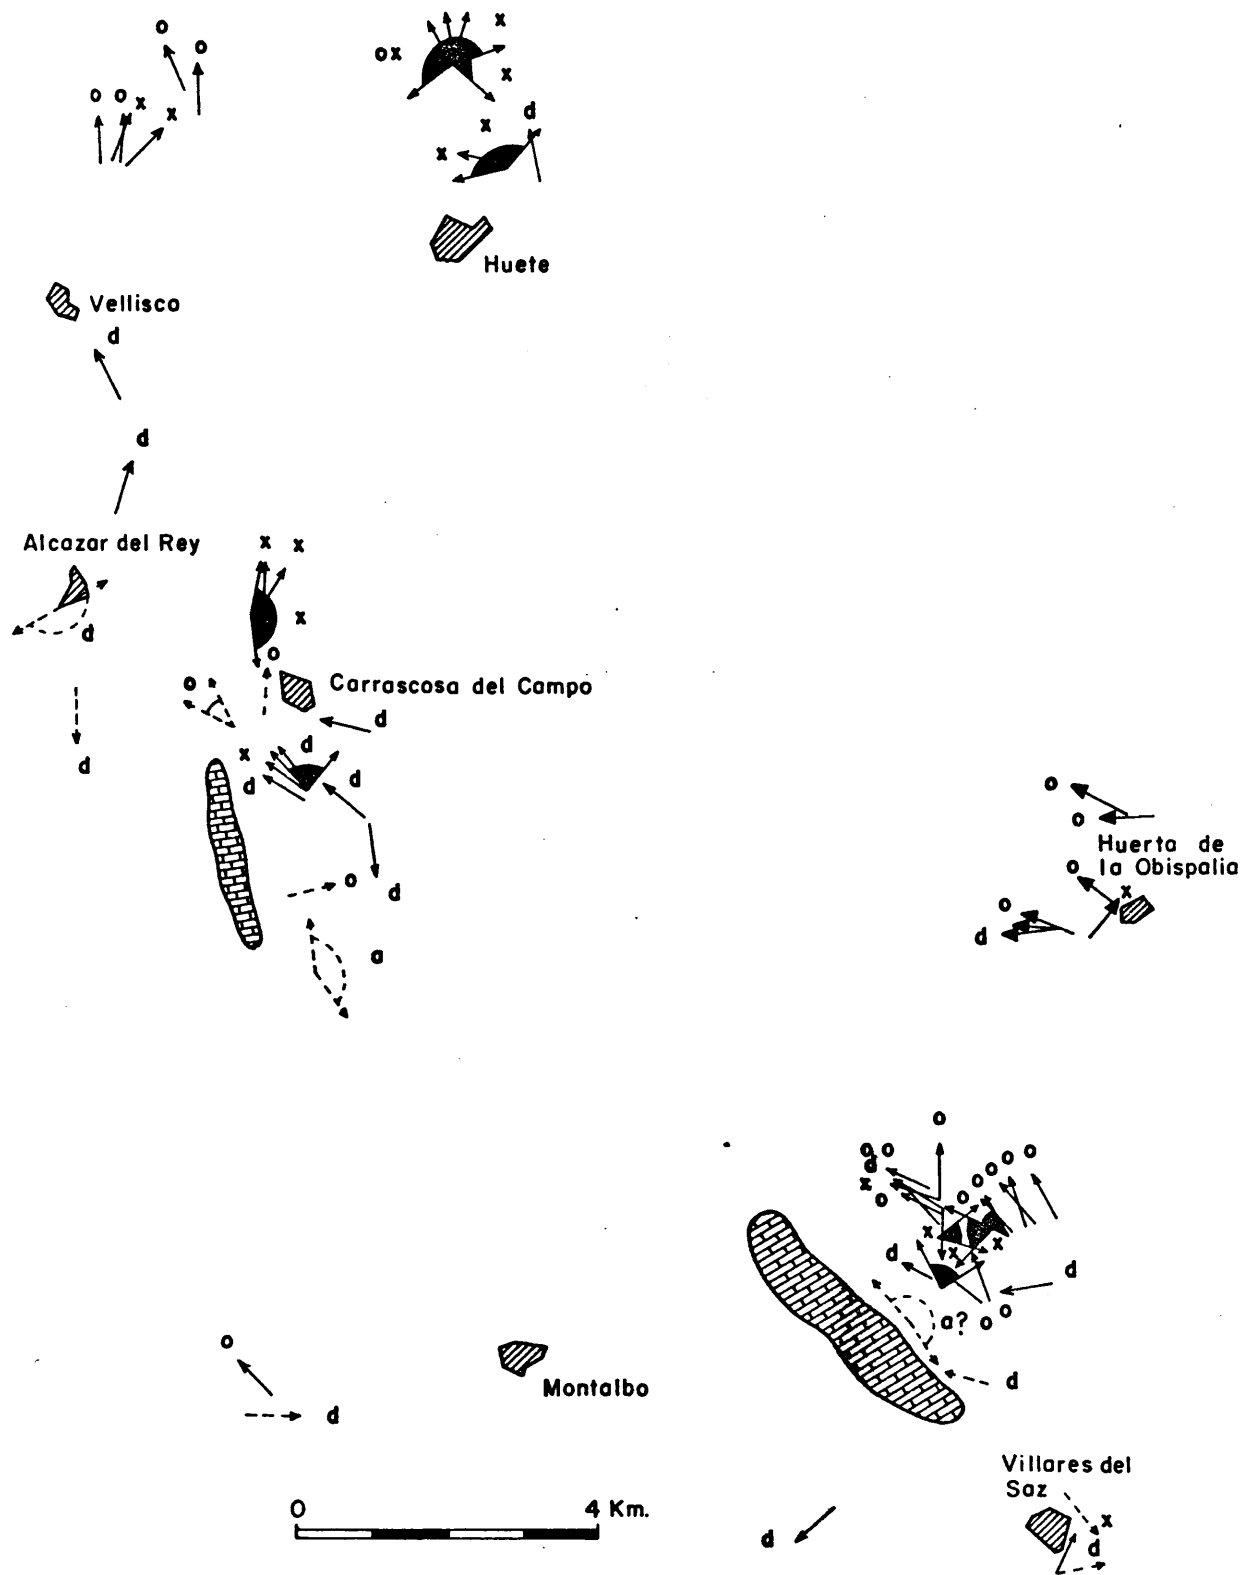 o
o
x
ox
x
o o x
x
d
x
x
Huete
Vellisca
d
d
Alcazar del Rey
x x
d
x
o
o
Carrascosa del Campo
d
d
x
d
d
d
o
d
a
o
o
Huerta de
la Obispalia
o
x
o
d
o
o o
d
x
o
o o o o o
x
x
x
d
d
a? o o
d
o
Montalbo
d
Villares del
Saz
0 4 Km.
x
d
d